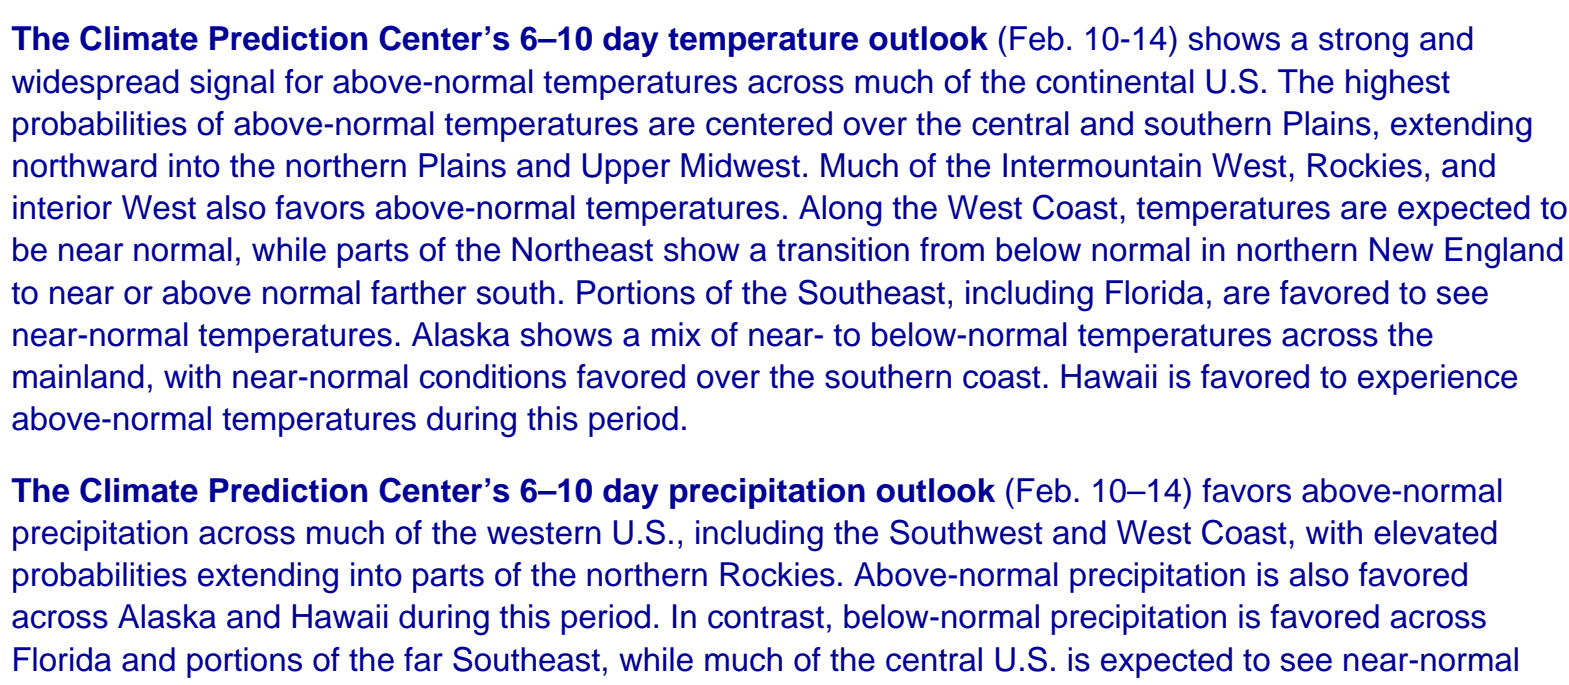 The Climate Prediction Center’s 6–10 day temperature outlook (Feb. 10-14) shows a strong and
widespread signal for above-normal temperatures across much of the continental U.S. The highest
probabilities of above-normal temperatures are centered over the central and southern Plains, extending
northward into the northern Plains and Upper Midwest. Much of the Intermountain West, Rockies, and
interior West also favors above-normal temperatures. Along the West Coast, temperatures are expected to
be near normal, while parts of the Northeast show a transition from below normal in northern New England
to near or above normal farther south. Portions of the Southeast, including Florida, are favored to see
near-normal temperatures. Alaska shows a mix of near- to below-normal temperatures across the
mainland, with near-normal conditions favored over the southern coast. Hawaii is favored to experience
above-normal temperatures during this period.
The Climate Prediction Center’s 6–10 day precipitation outlook (Feb. 10–14) favors above-normal
precipitation across much of the western U.S., including the Southwest and West Coast, with elevated
probabilities extending into parts of the northern Rockies. Above-normal precipitation is also favored
across Alaska and Hawaii during this period. In contrast, below-normal precipitation is favored across
Florida and portions of the far Southeast, while much of the central U.S. is expected to see near-normal